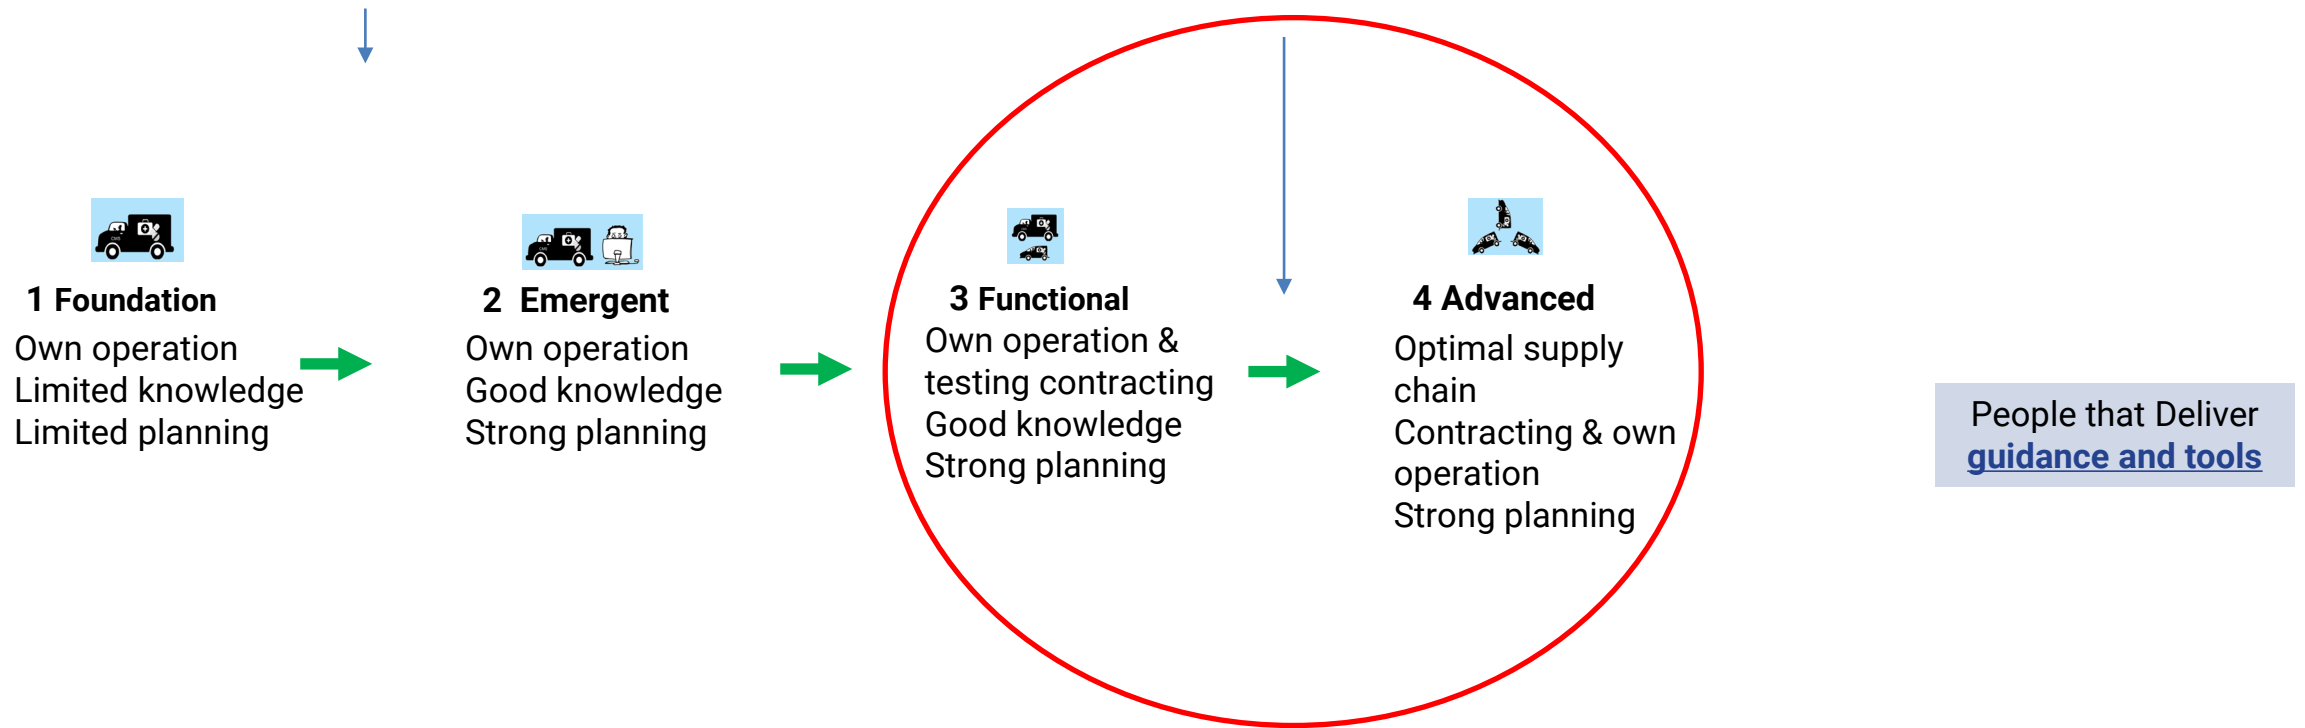 1 Foundation
Own operation
Limited knowledge
Limited planning
2 Emergent
Own operation
Good knowledge
Strong planning
3 Functional
Own operation &
testing contracting
Good knowledge
Strong planning
4 Advanced
Optimal supply
chain
Contracting & own
operation
Strong planning
People that Deliver
guidance and tools
CMS